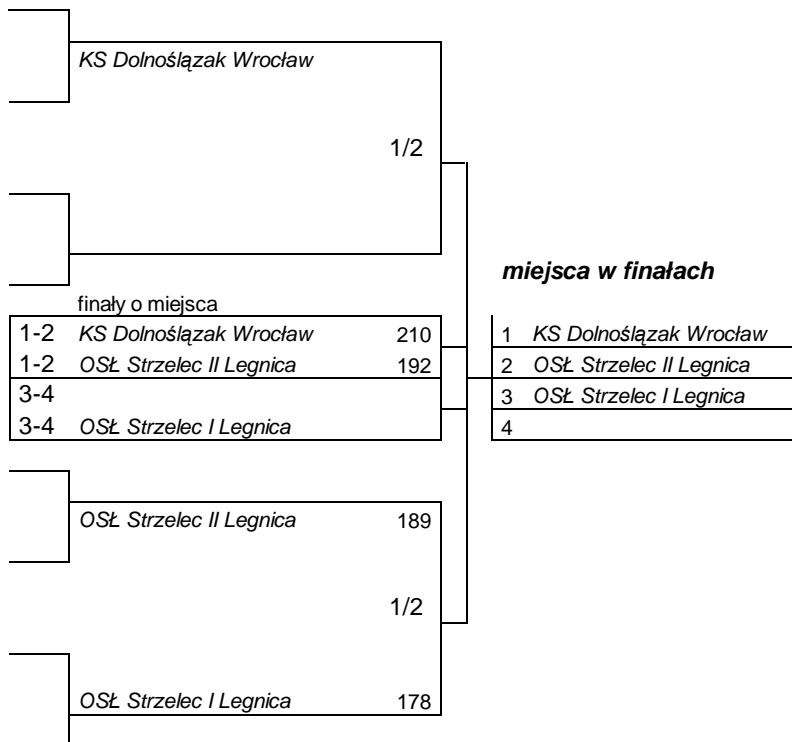 KS Dolnoślązak Wrocław
1/2
miejsca w finałach
finały o miejsca
1-2 KS Dolnoślązak Wrocław 210
1 KS Dolnoślązak Wrocław
1-2 OSŁ Strzelec II Legnica 192
2 OSŁ Strzelec II Legnica
3-4
3 OSŁ Strzelec I Legnica
3-4 OSŁ Strzelec I Legnica
4
OSŁ Strzelec II Legnica 189
1/2
OSŁ Strzelec I Legnica 178